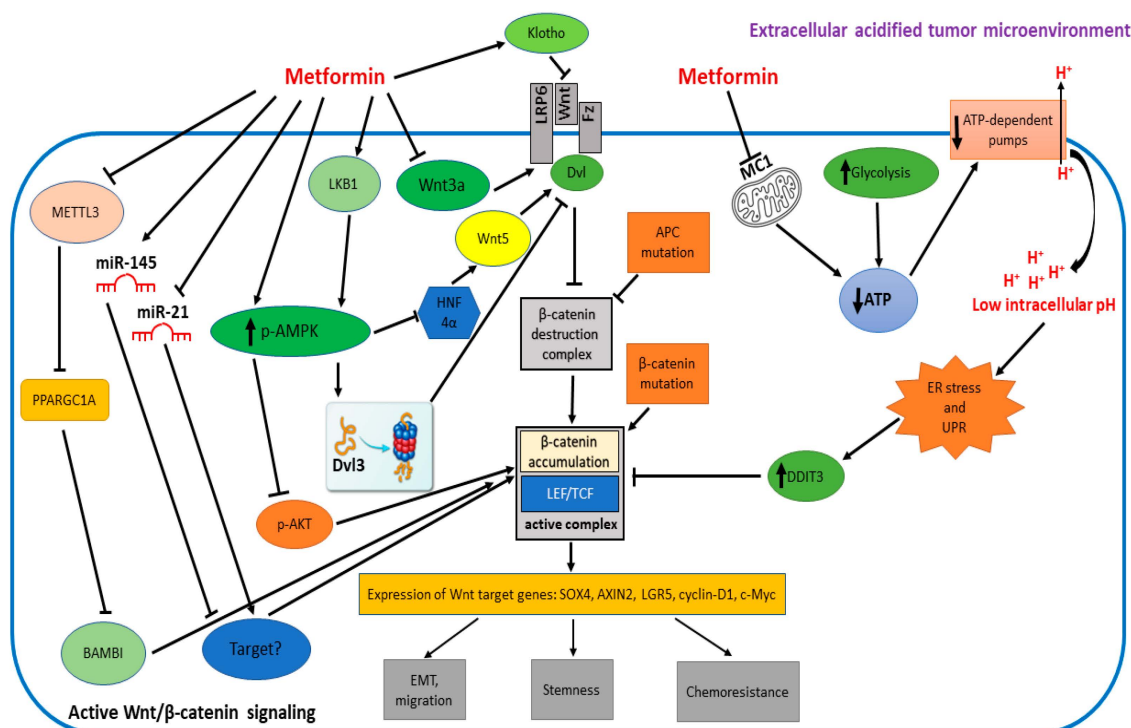 Klotho
Extracellular acidified tumor microenvironment
Metformin
Metformin
H+
LRP6
Wnt
Fz
ATP-dependent
pumps
H+
MC1
LKB1
Wnt3a
Dvl
Glycolysis
METTL3
Wnt5
APC
mutation
miR-145
miR-21
H+
H+ H+ H+
HNF
4α
ATP
Low intracellular pH
p-AMPK
β-catenin
destruction
complex
β-catenin
mutation
PPARGC1A
ER stress
and
UPR
Dvl3
β-catenin
accumulation
LEF/TCF
active complex
DDIT3
p-AKT
Expression of Wnt target genes: SOX4, AXIN2, LGR5, cyclin-D1, c-Myc
BAMBI
Target?
EMT,
migration
Stemness
Chemoresistance
Active Wnt/β-catenin signaling